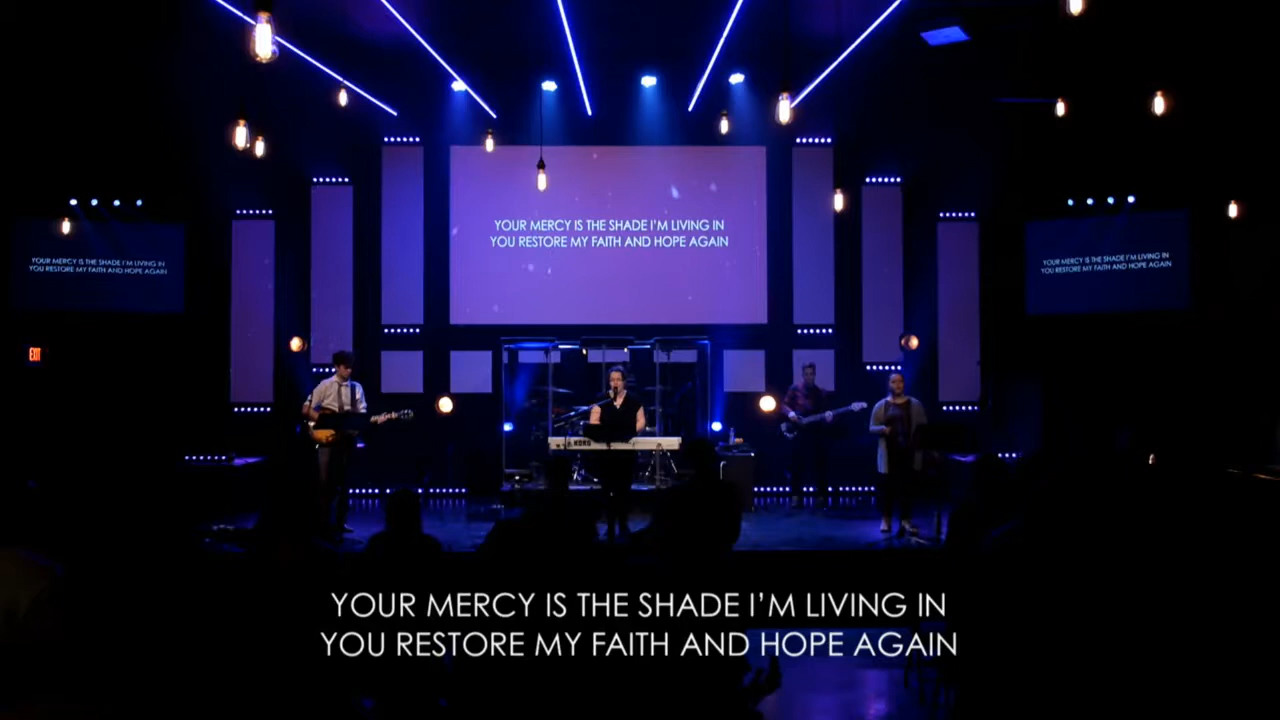 YOUR MERCY IS THE SHADE I'M LIVING IN
YOU RESTORE MY FAITH AND HOPE AGAIN
YOUR MERCY IS THE SHADE I'M LIVING IN
YOU RESTORE MY FAITH AND HOPE AGAIN
YOUR MERCY IS THE SHADE I'M LIVING IN
YOU RESTORE MY FAITH AND HOPE AGAIN
EXIT
KORG
YOUR MERCY IS THE SHADE I’M LIVING IN
YOU RESTORE MY FAITH AND HOPE AGAIN